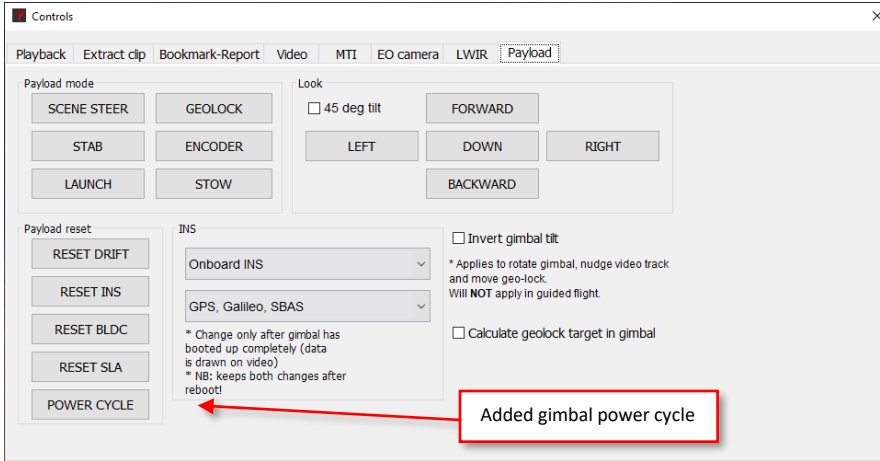 Controls
Playback Extract clip Bookmark-Report Video MTI EO camera LWIR Payload
Payload mode
SCENE STEER GEOLOCK
STAB ENCODER
LAUNCH STOW
Look
45 deg tilt FORWARD
LEFT DOWN RIGHT
BACKWARD
Payload reset
RESET DRIFT
RESET INS
RESET BLDC
RESET SLA
POWER CYCLE
INS
Onboard INS
GPS, Galileo, SBAS
* Change only after gimbal has
booted up completely (data
is drawn on video)
* NB: keeps both changes after
reboot!
Invert gimbal tilt
* Applies to rotate gimbal, nudge video track
and move geo-lock.
Will NOT apply in guided flight.
Calculate geolock target in gimbal
Added gimbal power cycle